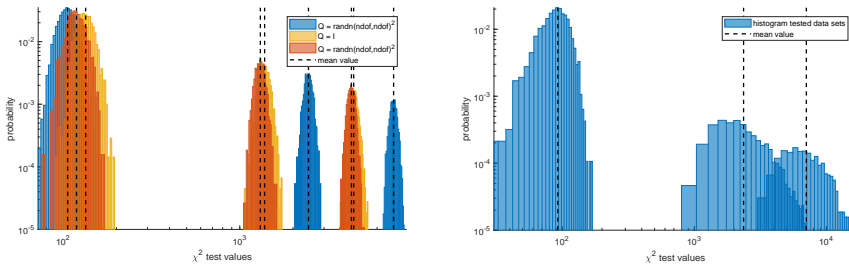 10^-2
10^-3
10^-4
10^-5
probability
10^2
10^3
χ^2 test values
Q = randn(ndof,ndof)^2
Q = I
Q = randn(ndof,ndof)^2
mean value
10^-2
10^-3
10^-4
10^-5
probability
10^2
10^3
10^4
χ^2 test values
histogram tested data sets
mean value